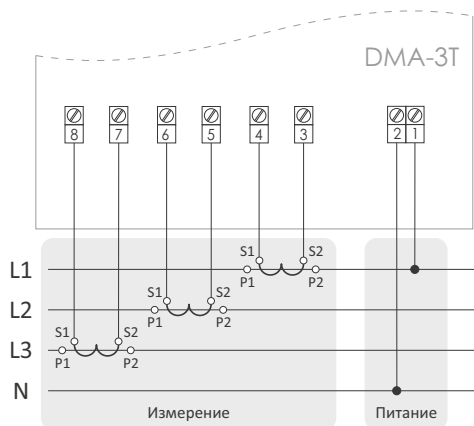 DMA-3T
8 7 6 5 4 3 2 1
S1 S2
L1
P1 P2
S1 S2
L2
P1 P2
S1 S2
L3
P1 P2
N
Измерение Питание